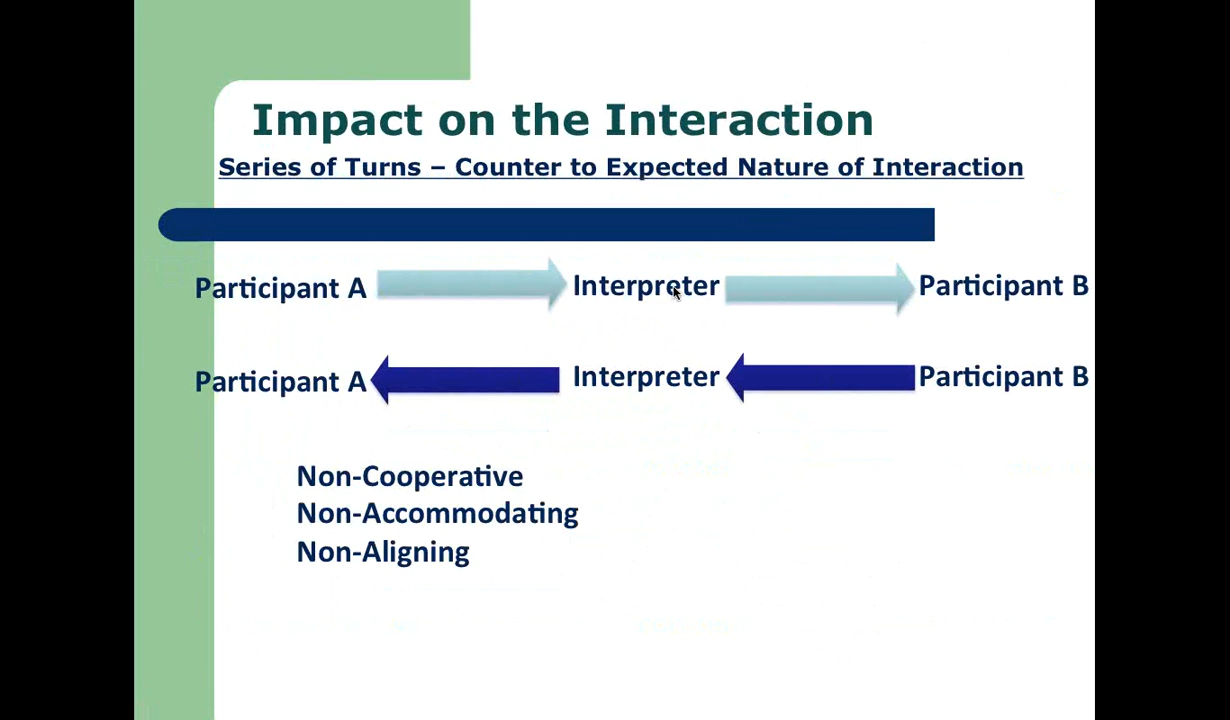 Impact on the Interaction
Series of Turns – Counter to Expected Nature of Interaction
Participant A Interpreter Participant B
Participant A Interpreter Participant B
Non-Cooperative
Non-Accommodating
Non-Aligning